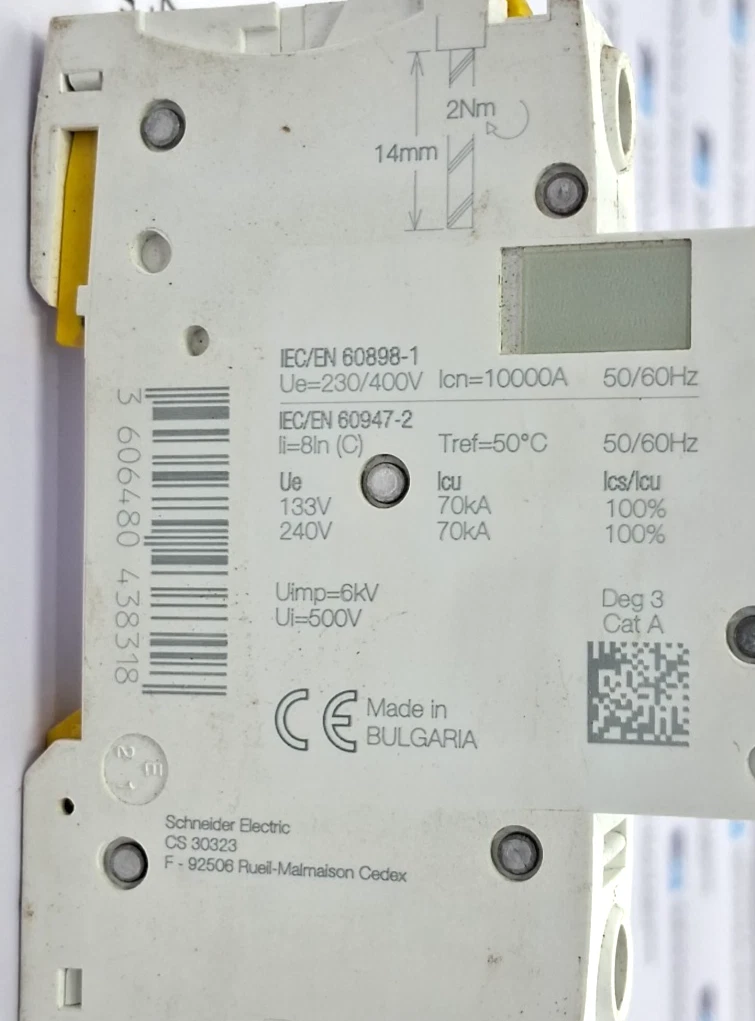 2Nm
14mm
IEC/EN 60898-1
Ue=230/400V Icn=10000A 50/60Hz
IEC/EN 60947-2
Ii=8In (C) Tref=50°C 50/60Hz
Ue Icu Ics/Icu
133V 70kA 100%
240V 70kA 100%
Uimp=6kV Deg 3
Ui=500V Cat A
3 606480 438318
CE Made in
BULGARIA
Schneider Electric
CS 30323
F - 92506 Rueil-Malmaison Cedex